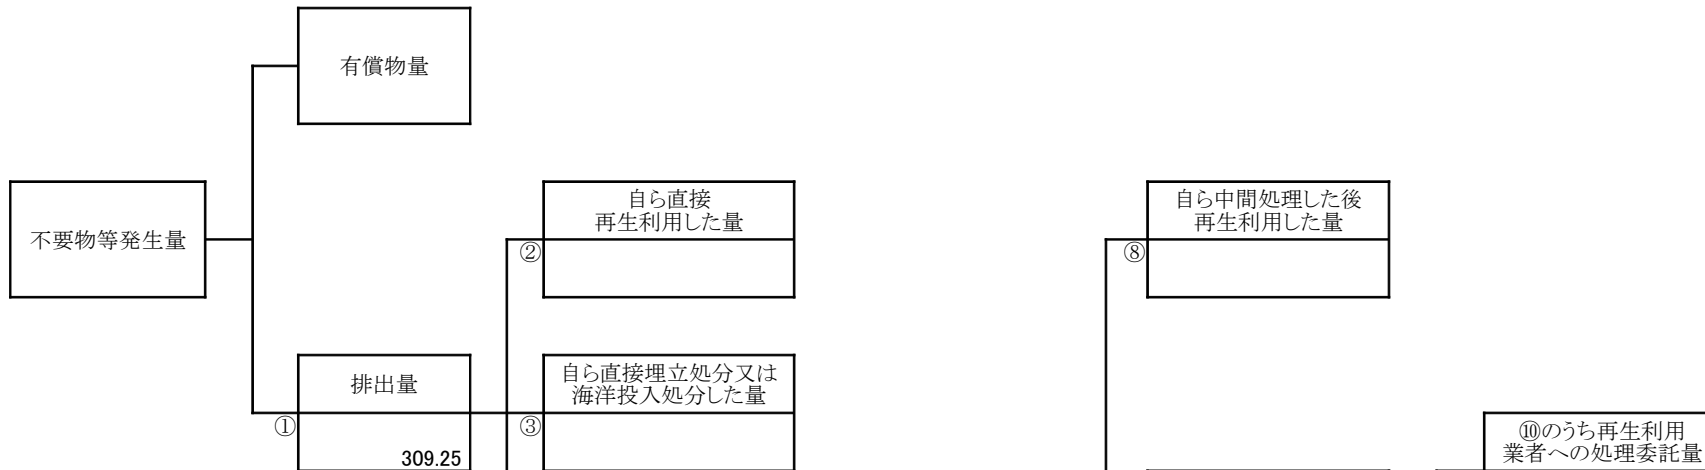 有償物量
不要物等発生量
自ら直接
再生利用した量
②
自ら中間処理した後
再生利用した量
⑧
排出量
①
309.25
自ら直接埋立処分又は
海洋投入処分した量
③
⑩のうち再生利用
業者への処理委託量